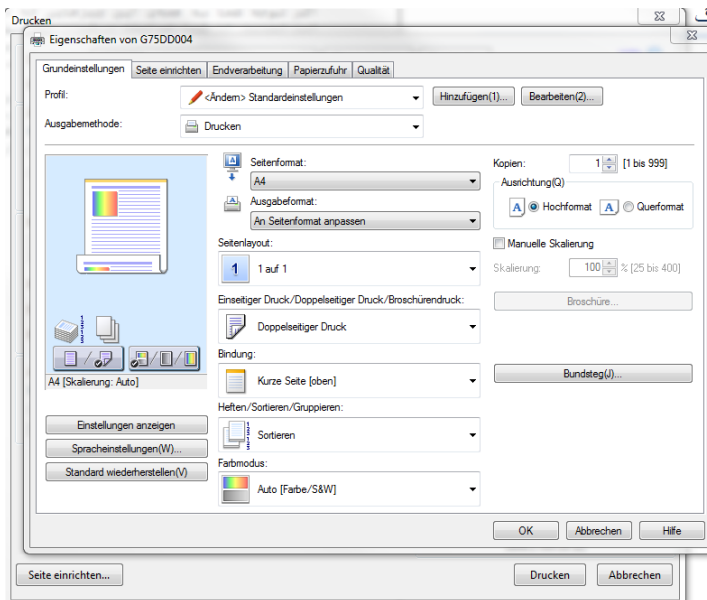 Drucken
Eigenschaften von G75DD004
Grundeinstellungen Seite einrichten Endverarbeitung Papierzufuhr Qualität
Profil: <Ändern> Standardeinstellungen Hinzufügen(1)... Bearbeiten(2)...
Ausgabemethode: Drucken
Seitenformat: Kopien: 1 [1 bis 999]
A4 Ausrichtung(Q)
Ausgabeformat: A Hochformat A Querformat
An Seitenformat anpassen
Seitenlayout: Manuelle Skalierung
1 1 auf 1 Skalierung: 100 % [25 bis 400]
Einseitiger Druck/Doppelseitiger Druck/Broschürendruck: Broschüre...
Doppelseitiger Druck
Bindung:
A4 [Skalierung: Auto] Kurze Seite [oben] Bundsteg(J)...
Heften/Sortieren/Gruppieren:
Einstellungen anzeigen Sortieren
Spracheinstellungen(W)...
Standard wiederherstellen(V) Farbmodus:
Auto [Farbe/S&W]
OK Abbrechen Hilfe
Seite einrichten... Drucken Abbrechen